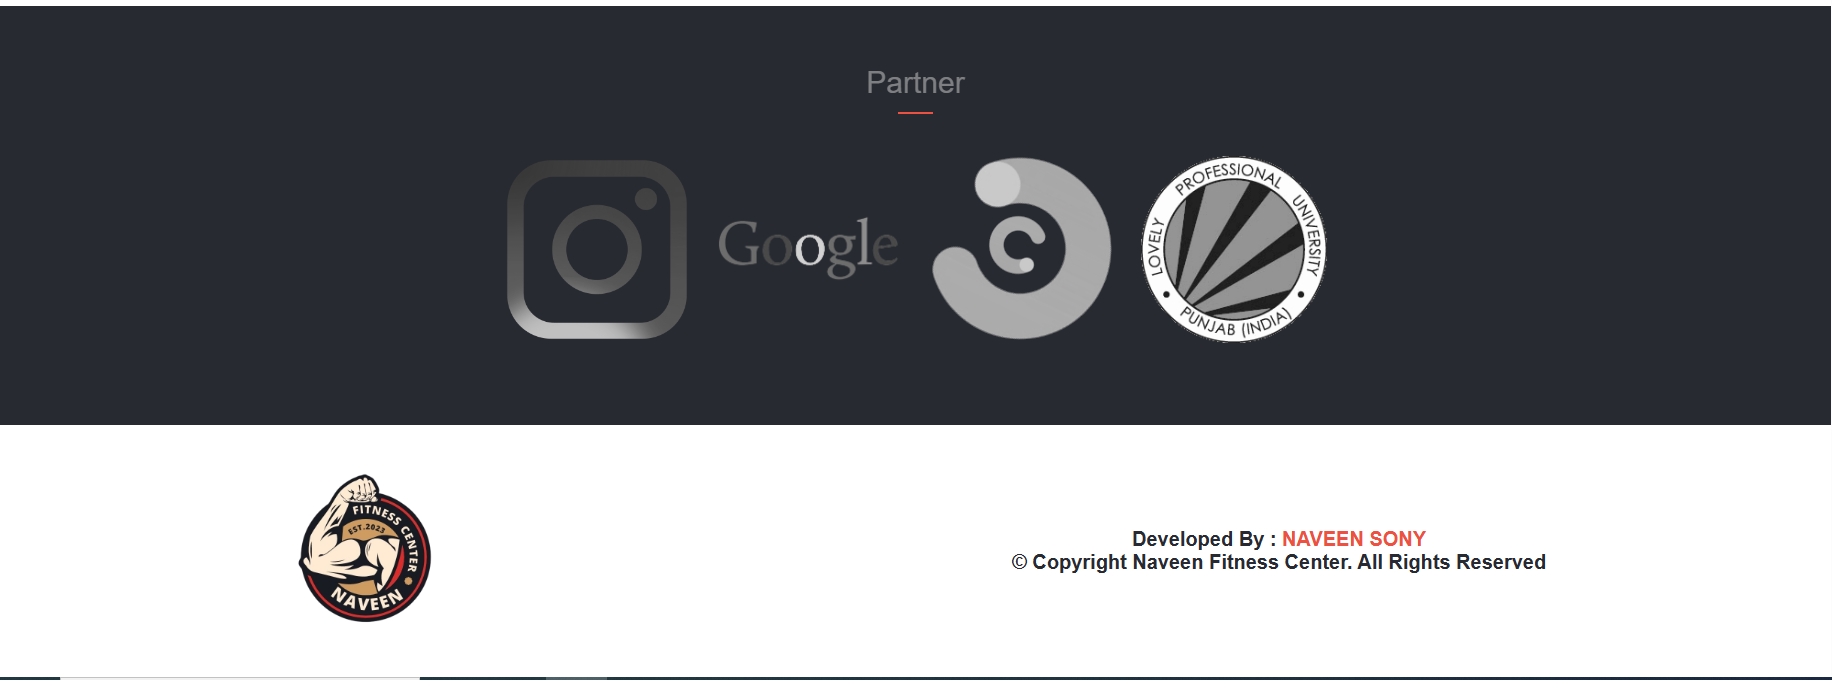 Partner
Google
LOVELY PROFESSIONAL UNIVERSITY
PUNJAB (INDIA)
FITNESS CENTER
EST.2023
NAVEEN
Developed By : NAVEEN SONY
© Copyright Naveen Fitness Center. All Rights Reserved